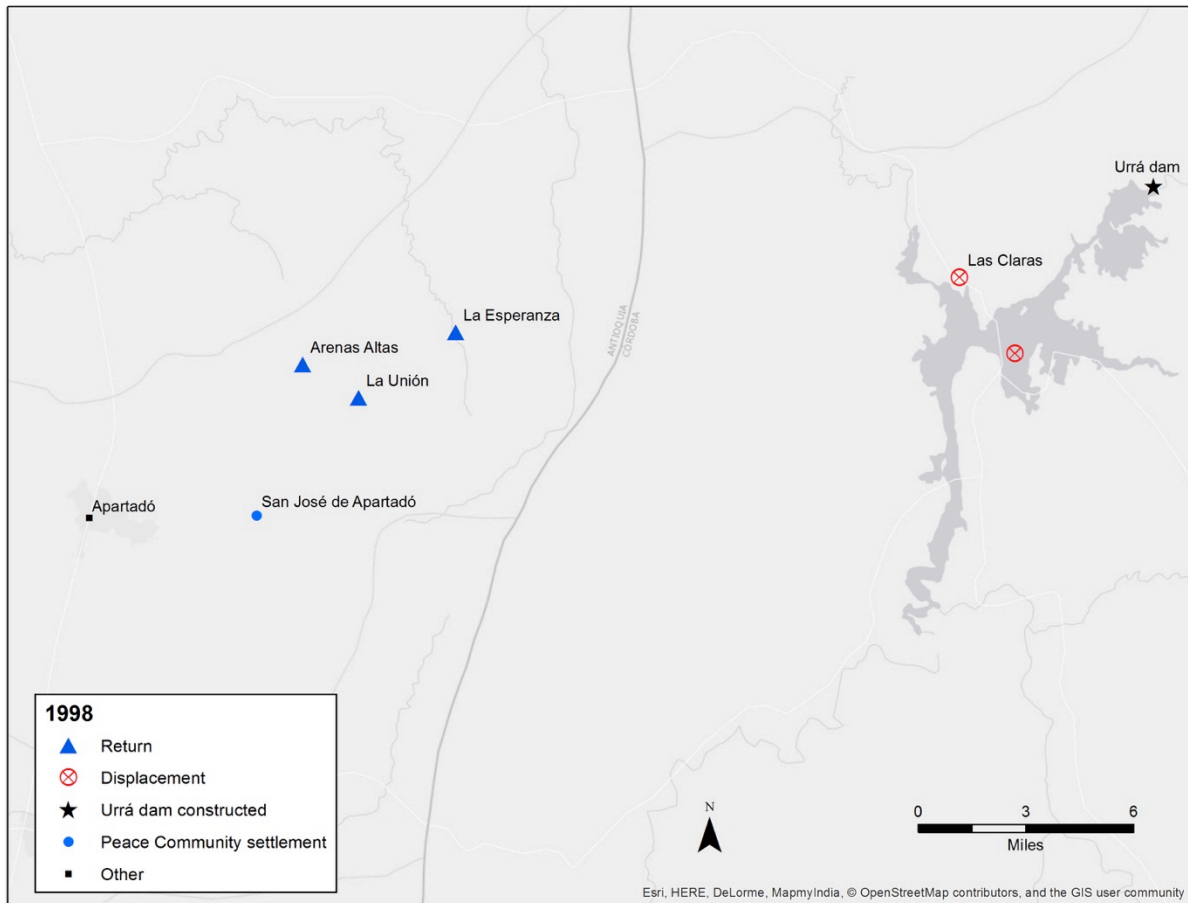 Urrá dam
Las Claras
La Esperanza
ANTIOQUIA
CÓRDOBA
Arenas Altas
La Unión
San José de Apartadó
Apartadó
1998
Return
Displacement
Urrá dam constructed
Peace Community settlement
Other
N
0 3 6
Miles
Esri, HERE, DeLorme, MapmyIndia, © OpenStreetMap contributors, and the GIS user community